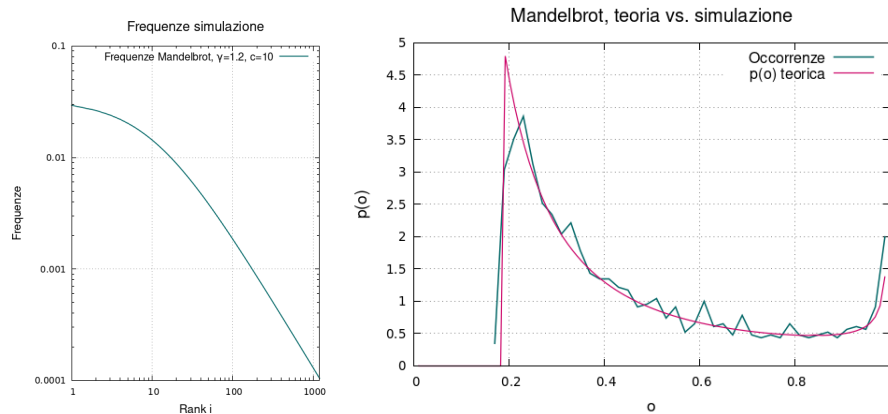 Frequenze simulazione
Frequenze Mandelbrot, γ=1.2, c=10
0.1
0.01
0.001
0.0001
Frequenze
1
10
100
1000
Rank i
Mandelbrot, teoria vs. simulazione
Occorrenze
p(o) teorica
5
4.5
4
3.5
3
2.5
2
1.5
1
0.5
0
p(o)
0
0.2
0.4
0.6
0.8
o